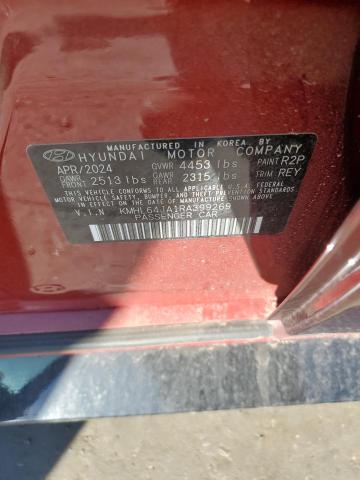 MANUFACTURED IN KOREA BY
HYUNDAI MOTOR COMPANY
APR/2024 GVWR 4453 lbs PAINT R2P
GAWR FRONT 2513 lbs GAWR REAR 2315 lbs TRIM REY
THIS VEHICLE CONFORMS TO ALL APPLICABLE U.S.A. FEDERAL
MOTOR VEHICLE SAFETY, BUMPER, AND THEFT PREVENTION
STANDARDS IN EFFECT ON THE DATE OF MANUFACTURE SHOWN ABOVE.
V.I.N KMHL64JA1RA399269
PASSENGER CAR